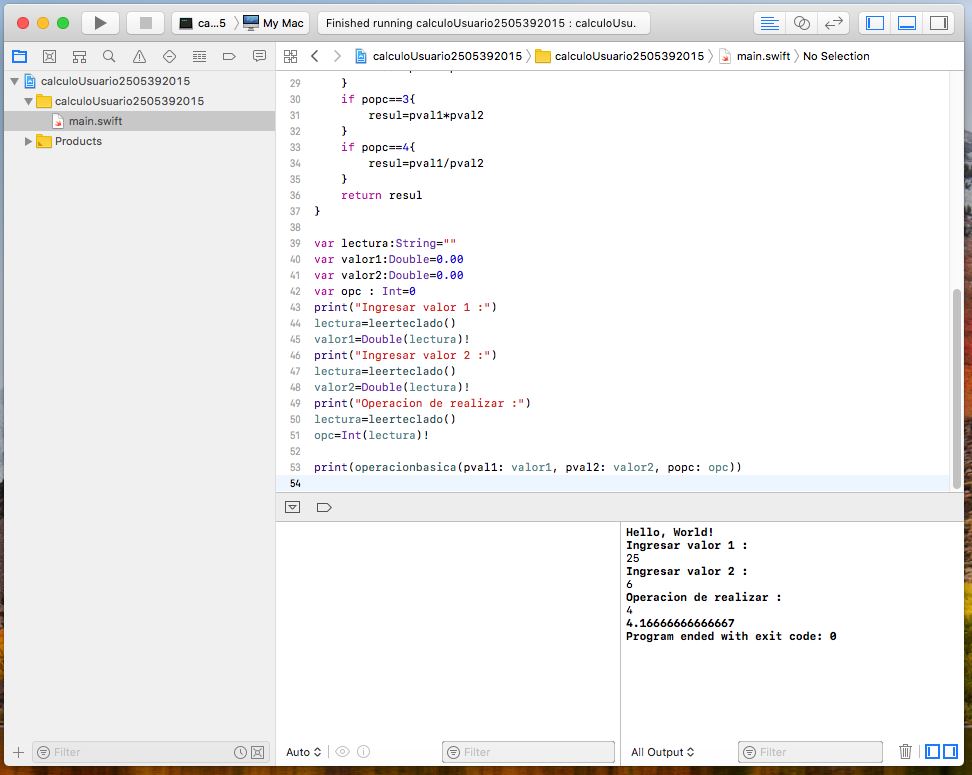 ca...5 My Mac Finished running calculoUsuario2505392015 : calculoUsu.
calculoUsuario2505392015 calculoUsuario2505392015 main.swift No Selection
calculoUsuario2505392015
calculoUsuario2505392015
main.swift
Products
29 }
30 if popc==3{
31 resul=pval1*pval2
32 }
33 if popc==4{
34 resul=pval1/pval2
35 }
36 return resul
37 }
38
39 var lectura:String=""
40 var valor1:Double=0.00
41 var valor2:Double=0.00
42 var opc : Int=0
43 print("Ingresar valor 1 :")
44 lectura=leerteclado()
45 valor1=Double(lectura)!
46 print("Ingresar valor 2 :")
47 lectura=leerteclado()
48 valor2=Double(lectura)!
49 print("Operacion de realizar :")
50 lectura=leerteclado()
51 opc=Int(lectura)!
52
53 print(operacionbasica(pval1: valor1, pval2: valor2, popc: opc))
54
Hello, World!
Ingresar valor 1 :
25
Ingresar valor 2 :
6
Operacion de realizar :
4
4.16666666666667
Program ended with exit code: 0
Filter Auto Filter All Output Filter